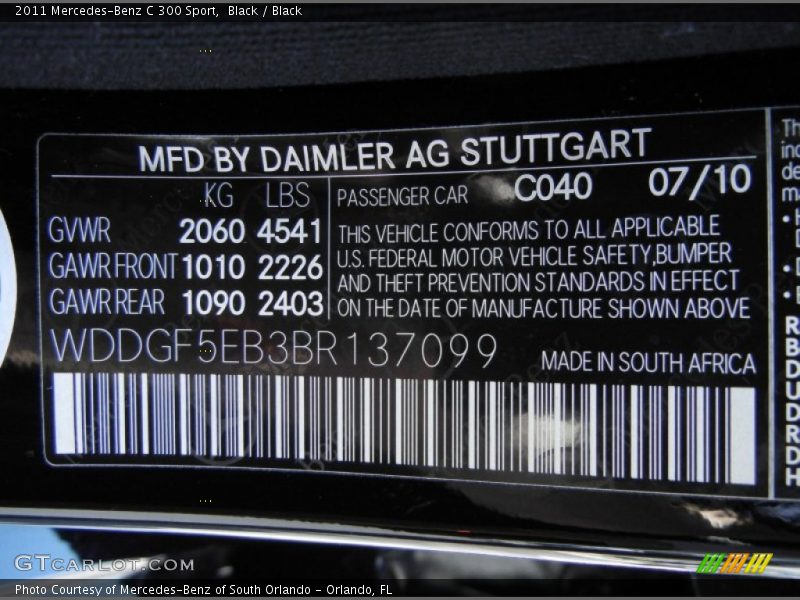 2011 Mercedes-Benz C 300 Sport, Black / Black
MFD BY DAIMLER AG STUTTGART
KG LBS
GVWR 2060 4541
GAWR FRONT 1010 2226
GAWR REAR 1090 2403
PASSENGER CAR C040 07/10
THIS VEHICLE CONFORMS TO ALL APPLICABLE
U.S. FEDERAL MOTOR VEHICLE SAFETY,BUMPER
AND THEFT PREVENTION STANDARDS IN EFFECT
ON THE DATE OF MANUFACTURE SHOWN ABOVE
WDDGF5EB3BR137099
MADE IN SOUTH AFRICA
GTCARLOT.COM
Photo Courtesy of Mercedes-Benz of South Orlando - Orlando, FL